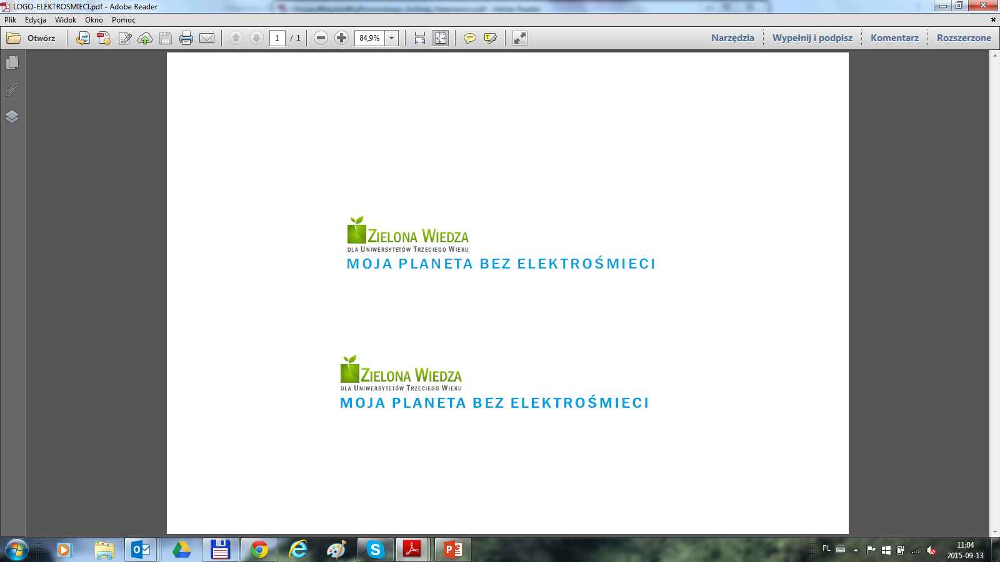 LOGO-ELEKTROSMIECI.pdf - Adobe Reader
Plik Edycja Widok Okno Pomoc
Otwórz 1 / 1 84,9% Narzędzia Wypełnij i podpisz Komentarz Rozszerzone
ZIELONA WIEDZA
DLA UNIWERSYTETÓW TRZECIEGO WIEKU
MOJA PLANETA BEZ ELEKTROŚMIECI
ZIELONA WIEDZA
DLA UNIWERSYTETÓW TRZECIEGO WIEKU
MOJA PLANETA BEZ ELEKTROŚMIECI
PL 11:04
2015-09-13